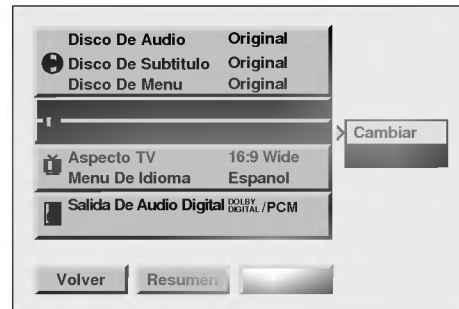 Disco De Audio Original
Disco De Subtitulo Original
Disco De Menu Original
Cambiar
Aspecto TV 16:9 Wide
Menu De Idioma Espanol
Salida De Audio Digital DOLBY DIGITAL /PCM
Volver Resumen